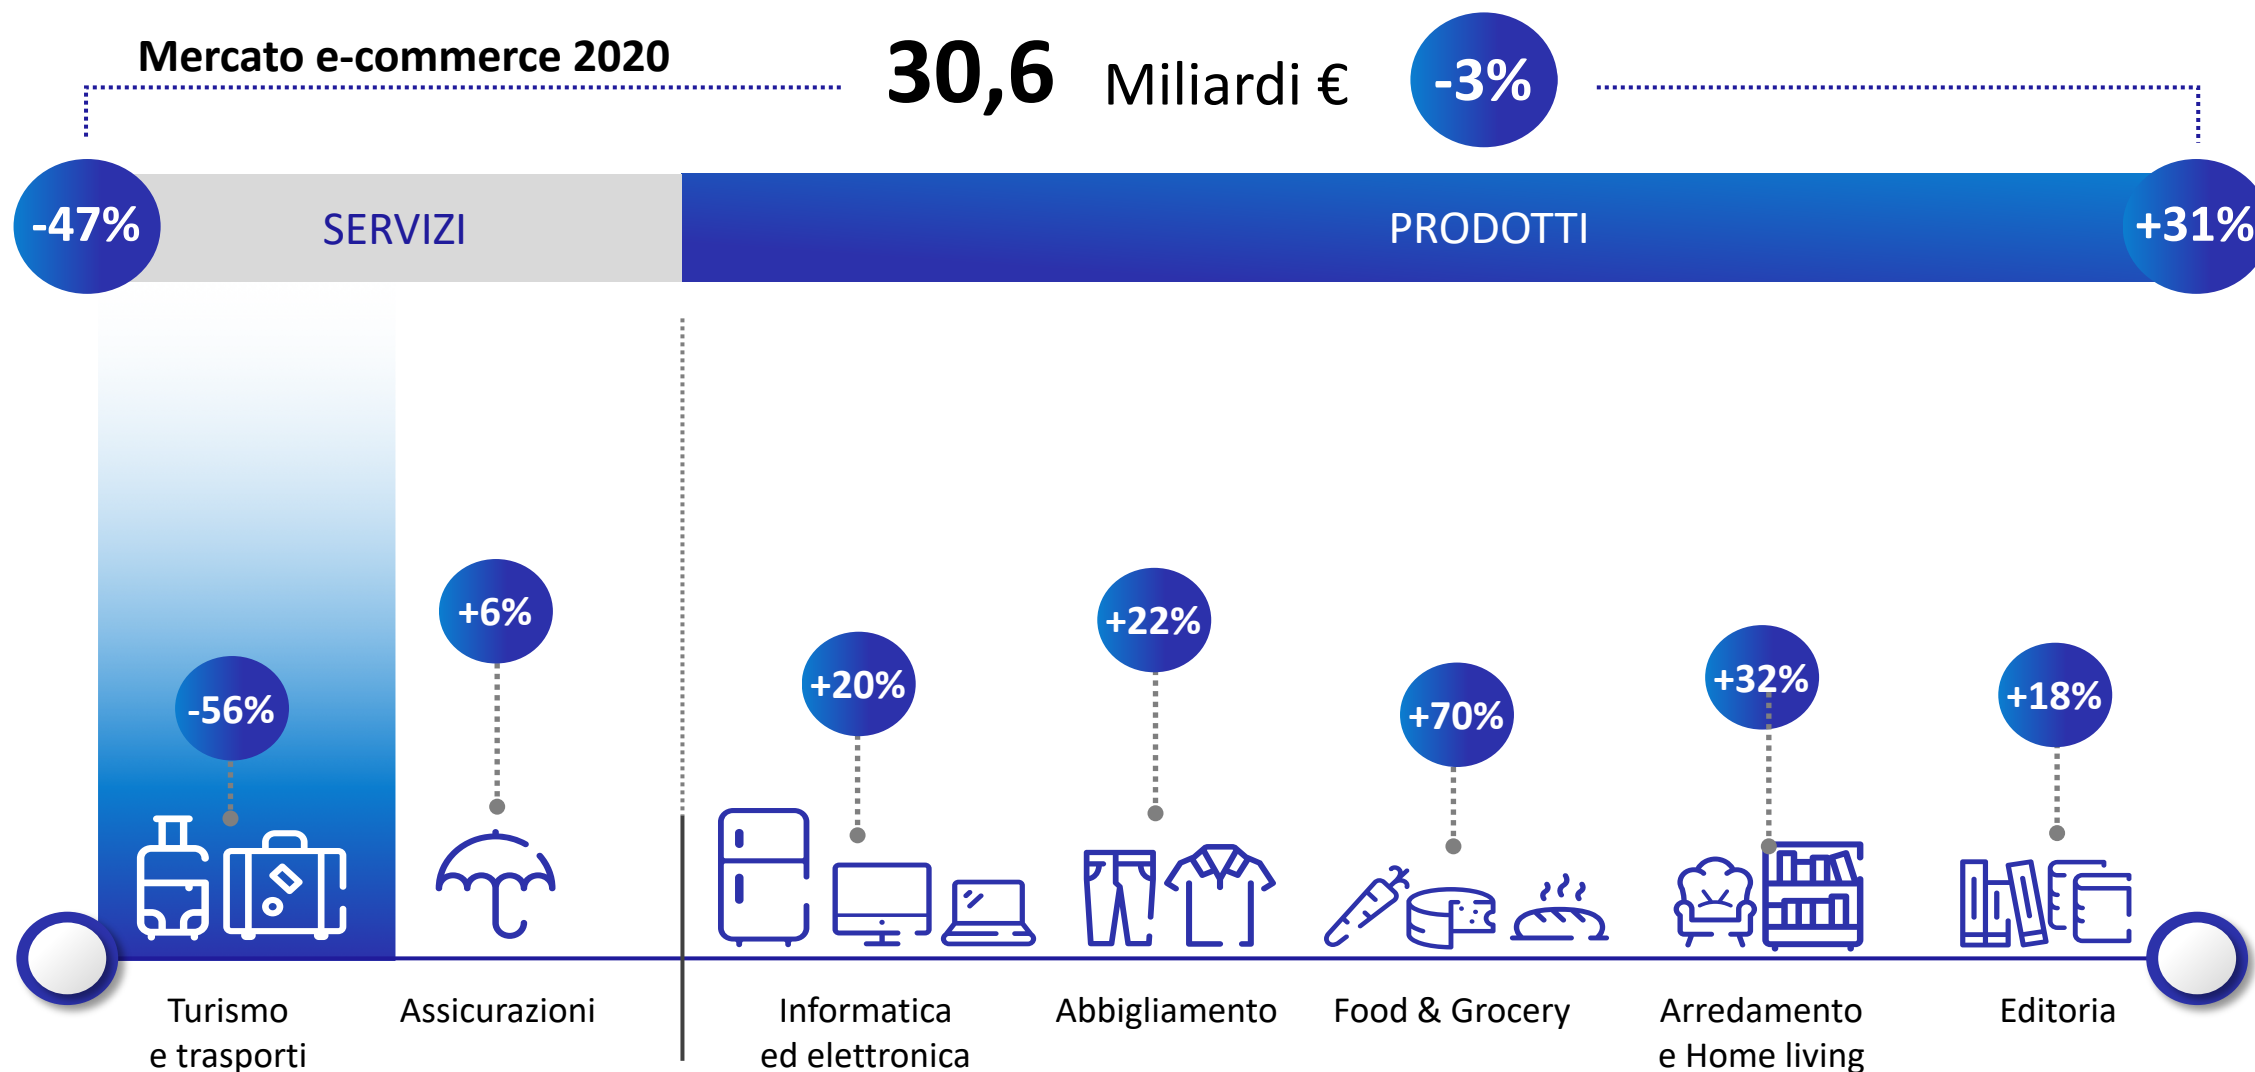 Mercato e-commerce 2020
30,6 Miliardi €
-3%
-47%
SERVIZI
PRODOTTI
+31%
-56%
+6%
+20%
+22%
+70%
+32%
+18%
Turismo
e trasporti
Assicurazioni
Informatica
ed elettronica
Abbigliamento
Food & Grocery
Arredamento
e Home living
Editoria